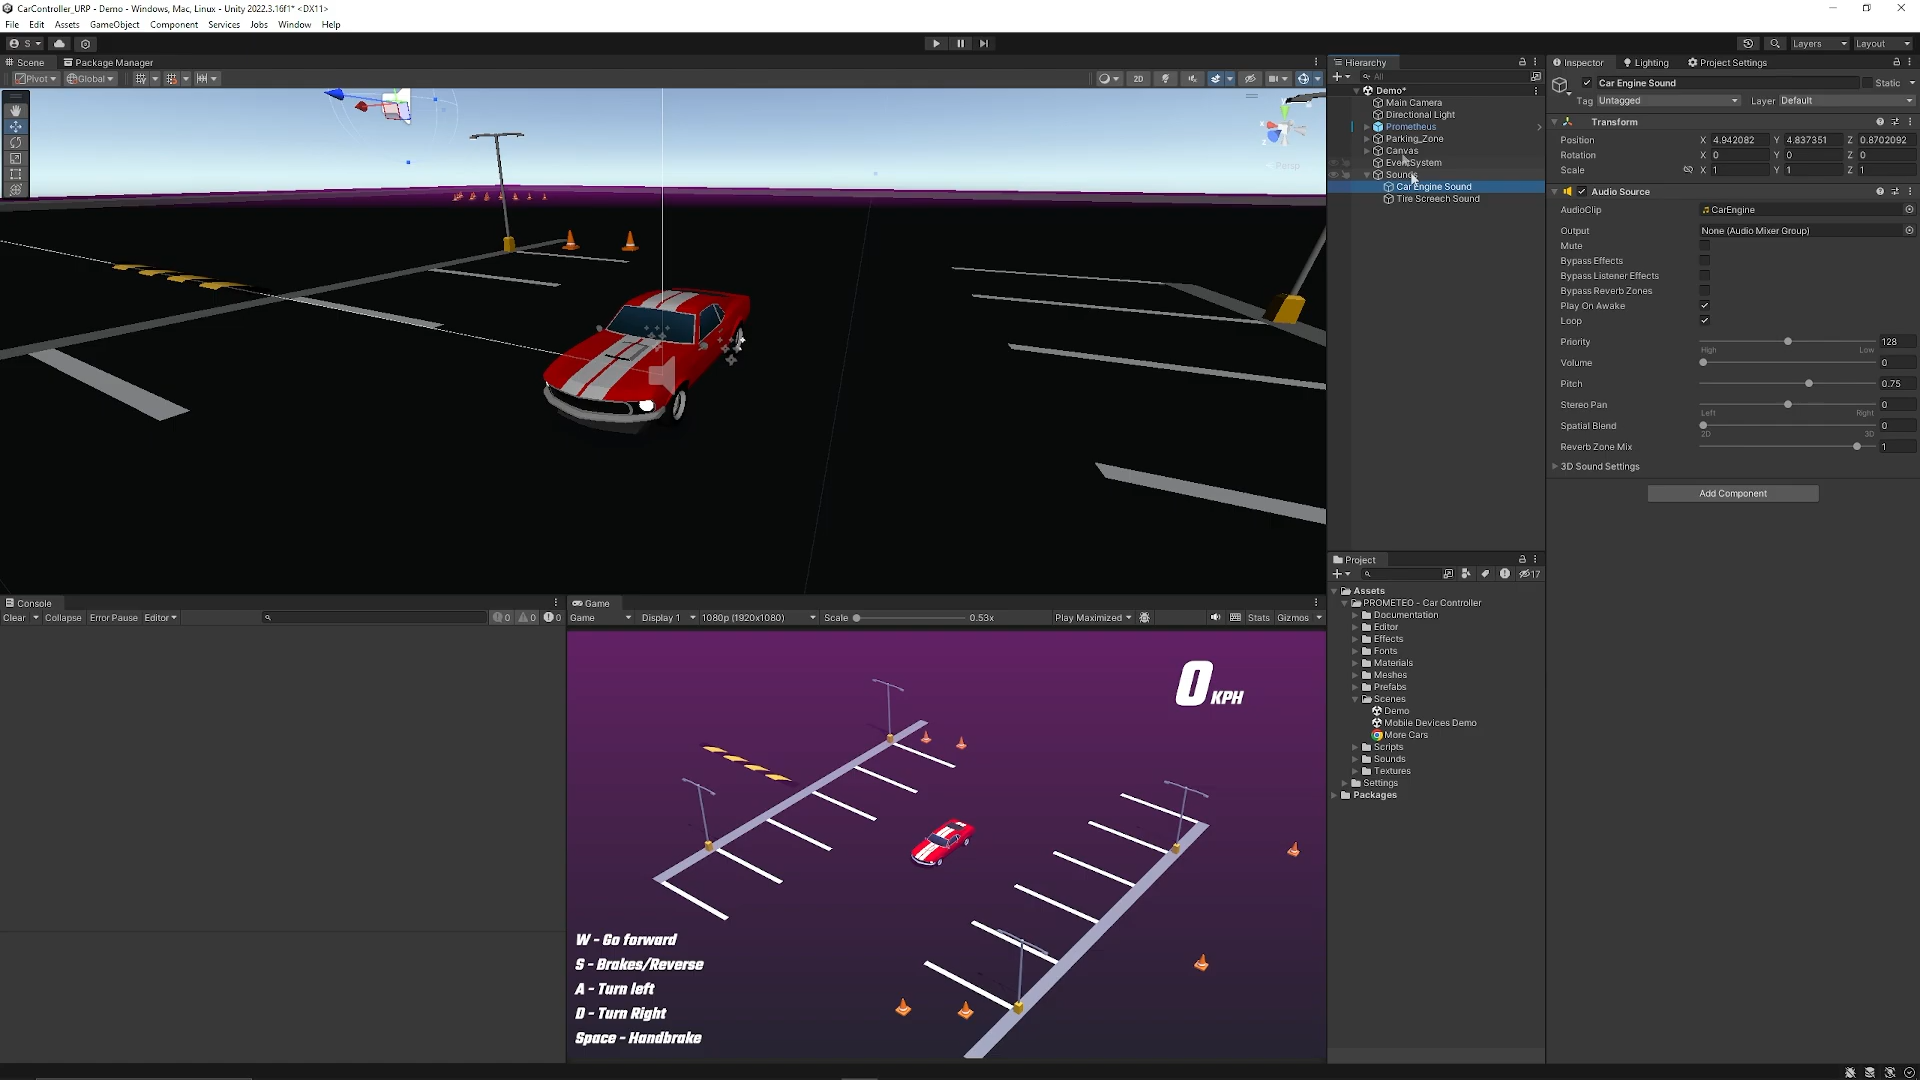 CarController_URP - Demo - Windows, Mac, Linux - Unity 2022.3.16f1* <DX11>
File Edit Assets GameObject Component Services Jobs Window Help
S
Layers Layout
Scene Package Manager
Pivot Global
2D
Persp
Hierarchy
All
Demo*
Main Camera
Directional Light
Prometheus
Parking_Zone
Canvas
EventSystem
Sounds
Car Engine Sound
Tire Screech Sound
Inspector Lighting Project Settings
Car Engine Sound Static
Tag Untagged Layer Default
Transform
Position X 4.942082 Y 4.837351 Z 0.8702092
Rotation X 0 Y 0 Z 0
Scale X 1 Y 1 Z 1
Audio Source
AudioClip CarEngine
Output None (Audio Mixer Group)
Mute
Bypass Effects
Bypass Listener Effects
Bypass Reverb Zones
Play On Awake
Loop
Priority 128
High Low
Volume 0
Pitch 0.75
Stereo Pan 0
Left Right
Spatial Blend 0
2D 3D
Reverb Zone Mix 1
3D Sound Settings
Add Component
Project
17
Assets
PROMETEO - Car Controller
Documentation
Editor
Effects
Fonts
Materials
Meshes
Prefabs
Scenes
Demo
Mobile Devices Demo
More Cars
Scripts
Sounds
Textures
Settings
Packages
Console
Clear Collapse Error Pause Editor 0 0 0
Game
Game Display 1 1080p (1920x1080) Scale 0.53x Play Maximized Stats Gizmos
0 KPH
W - Go forward
S - Brakes/Reverse
A - Turn left
D - Turn Right
Space - Handbrake